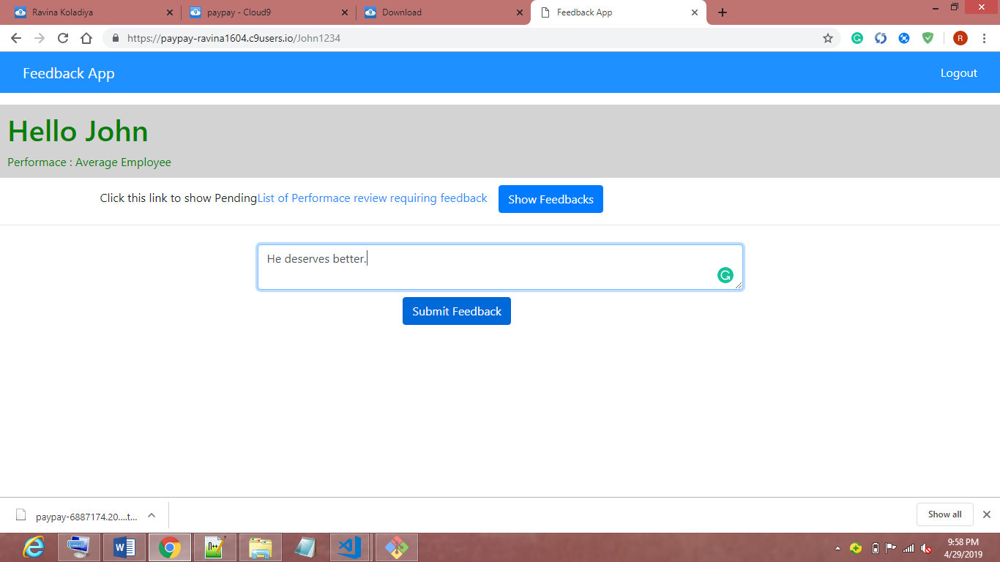 Ravina Koladiya
paypay - Cloud9
Download
Feedback App
https://paypay-ravina1604.c9users.io/John1234
R
Feedback App
Logout
Hello John
Performace : Average Employee
Click this link to show PendingList of Performace review requiring feedback
Show Feedbacks
He deserves better.
Submit Feedback
paypay-6887174.20....t...
Show all
9:58 PM
4/29/2019